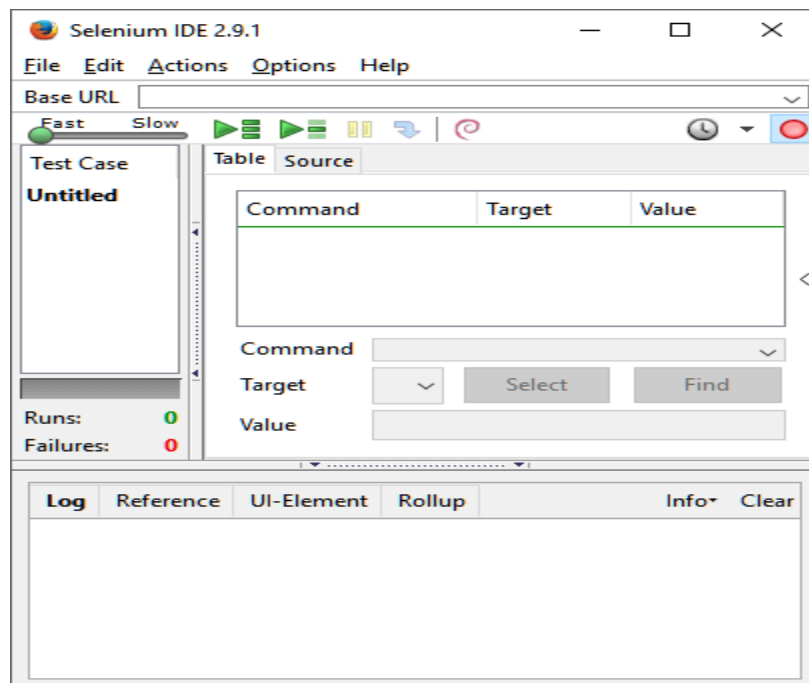 Selenium IDE 2.9.1
File Edit Actions Options Help
Base URL
Fast Slow
Test Case
Untitled
Table Source
Command Target Value
Command
Target Select Find
Value
Runs: 0
Failures: 0
Log Reference UI-Element Rollup Info Clear